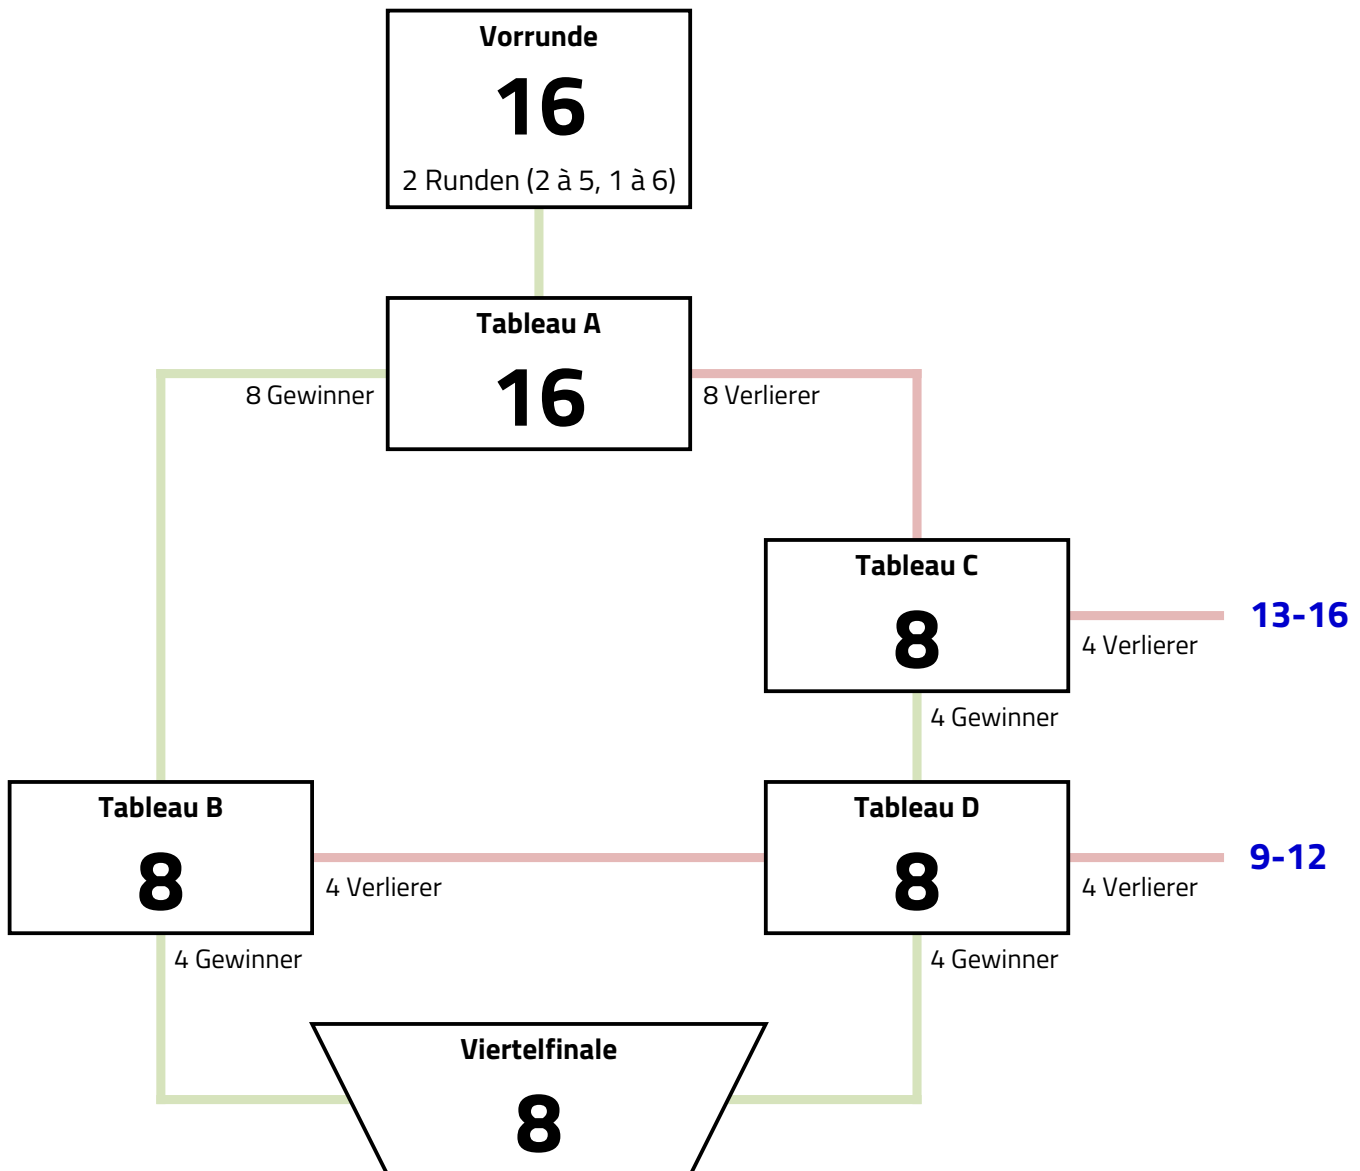 Vorrunde
16
2 Runden (2 à 5, 1 à 6)
Tableau A
16
8 Gewinner
8 Verlierer
Tableau C
8
13-16
4 Verlierer
4 Gewinner
Tableau B
8
4 Verlierer
4 Gewinner
Tableau D
8
9-12
4 Verlierer
4 Gewinner
Viertelfinale
8